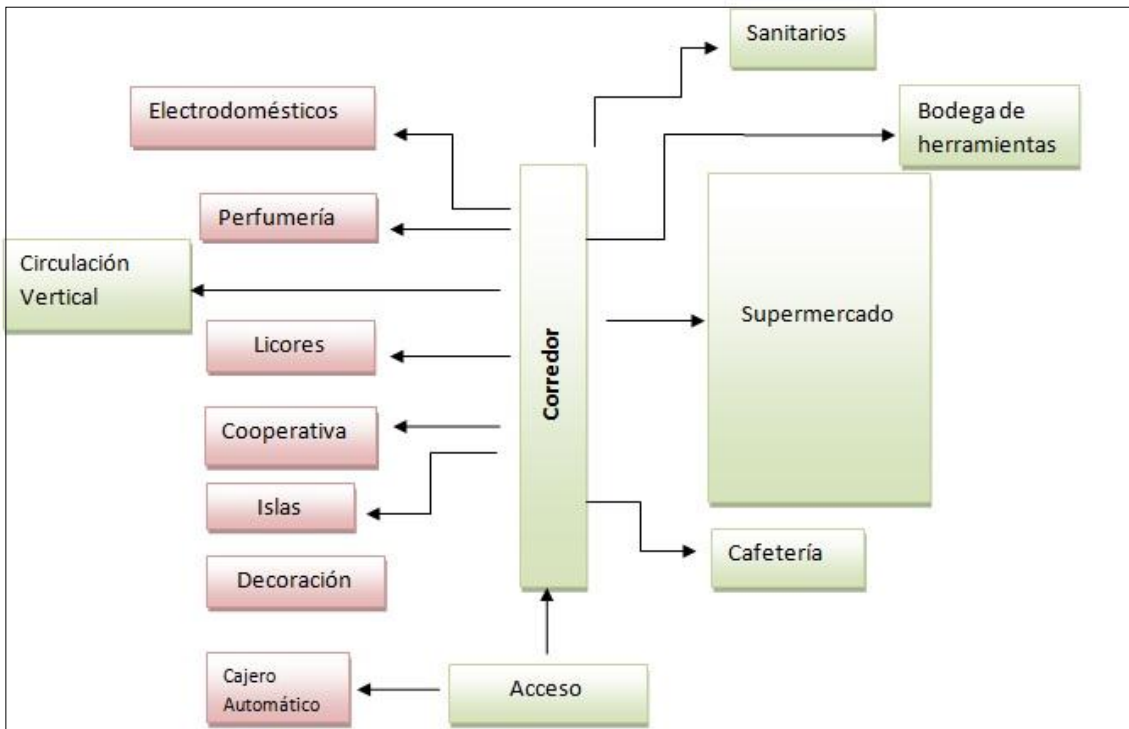 Sanitarios
Electrodomésticos
Bodega de
herramientas
Perfumería
Circulación
Vertical
Supermercado
Licores
Corredor
Cooperativa
Islas
Cafetería
Decoración
Cajero
Automático
Acceso